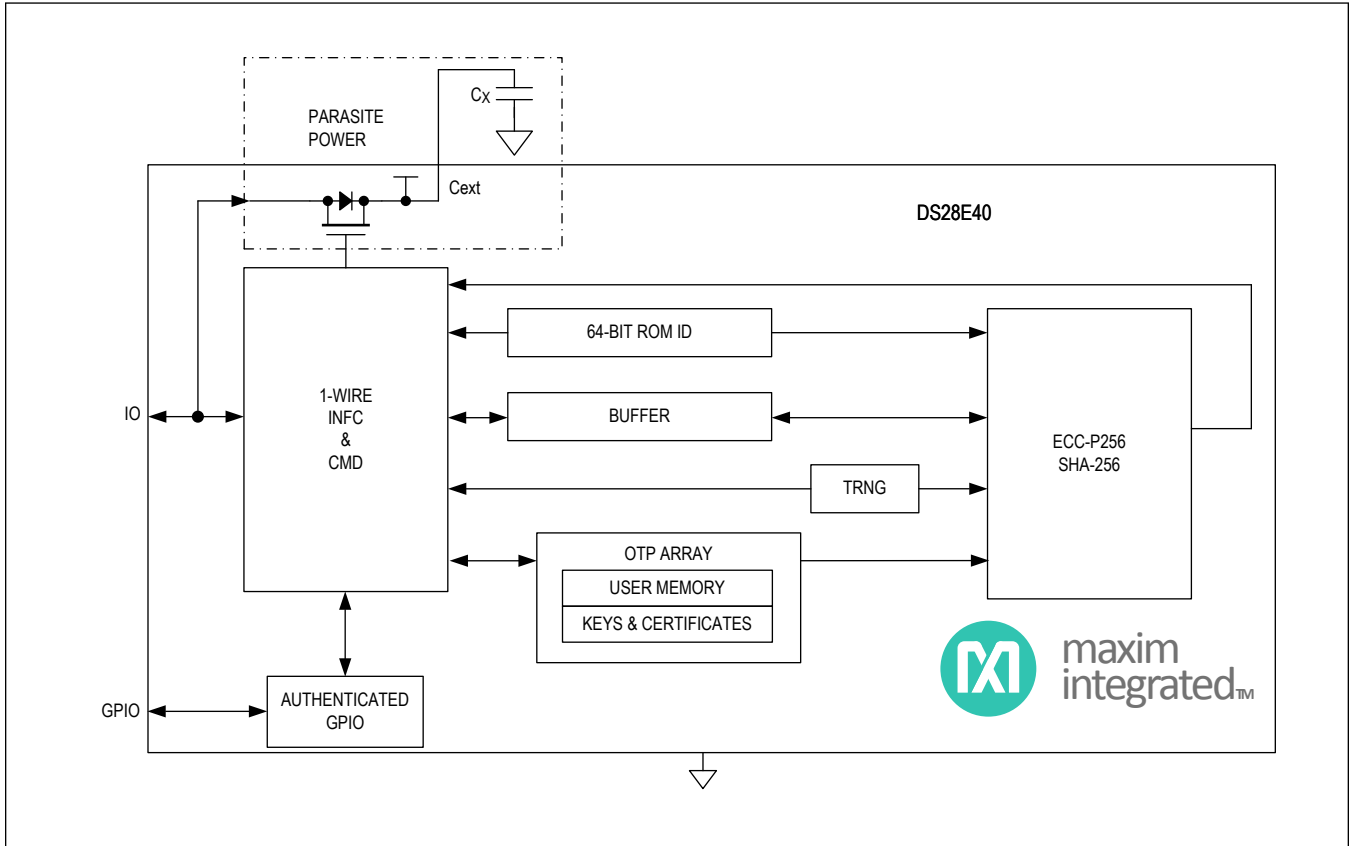 CX
PARASITE
POWER
Cext
DS28E40
64-BIT ROM ID
1-WIRE
INFC
&
CMD
IO
BUFFER
ECC-P256
SHA-256
TRNG
OTP ARRAY
USER MEMORY
KEYS & CERTIFICATES
maxim
integrated™
AUTHENTICATED
GPIO
GPIO